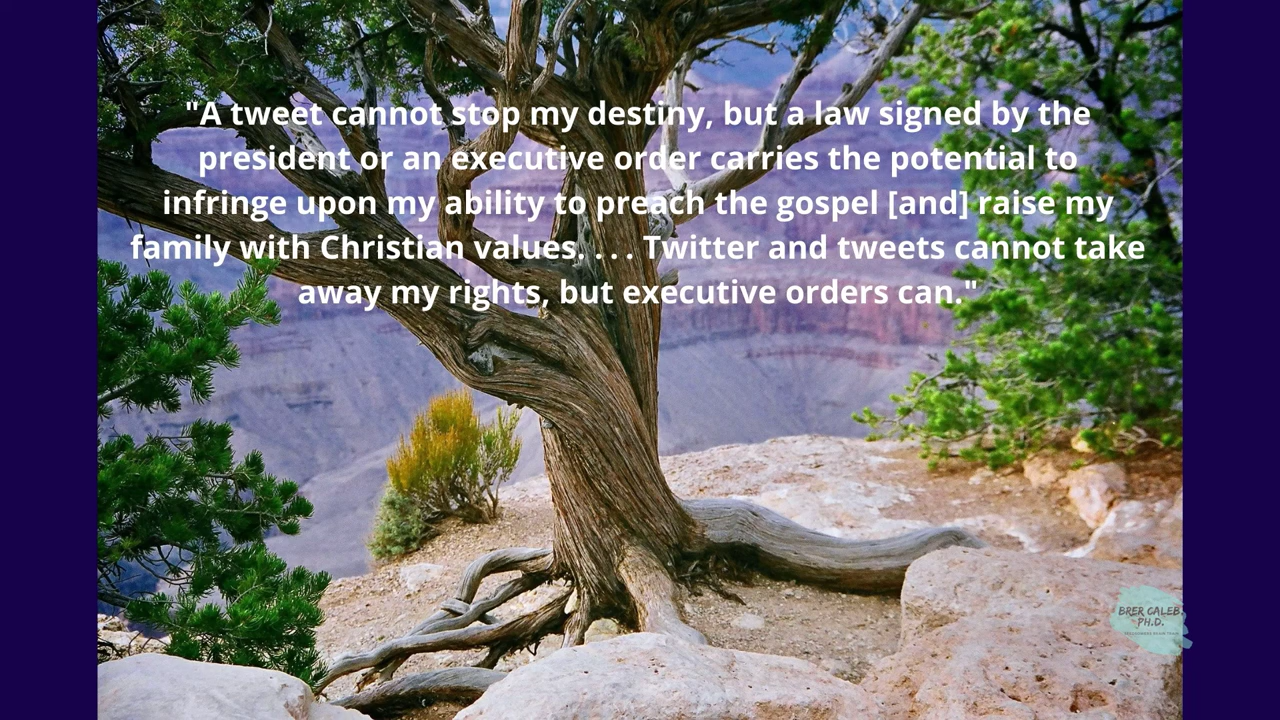 "A tweet cannot stop my destiny, but a law signed by the
president or an executive order carries the potential to
infringe upon my ability to preach the gospel [and] raise my
family with Christian values. . . . Twitter and tweets cannot take
away my rights, but executive orders can."
BRER CALEB,
PH.D.